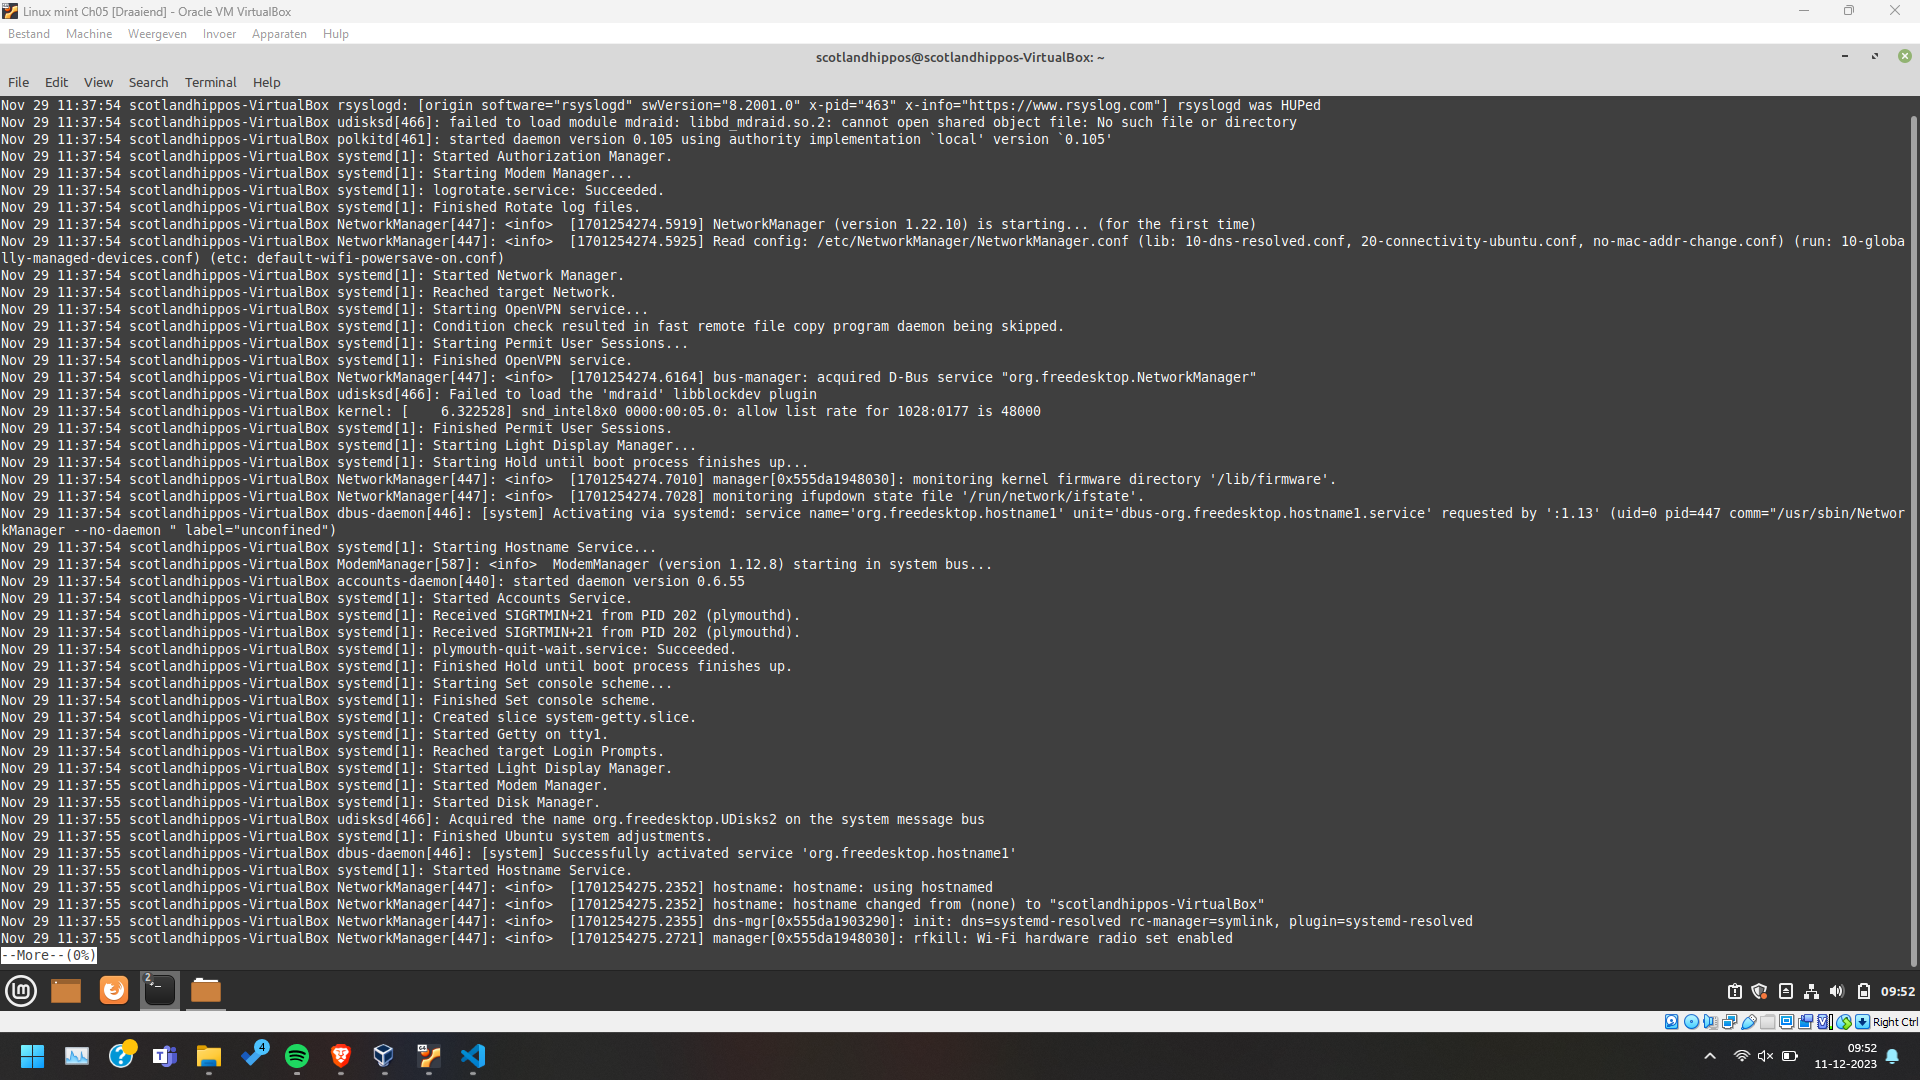 Linux mint Ch05 [Draaiend] - Oracle VM VirtualBox
Bestand Machine Weergeven Invoer Apparaten Hulp
scotlandhippos@scotlandhippos-VirtualBox: ~
File Edit View Search Terminal Help
Nov 29 11:37:54 scotlandhippos-VirtualBox rsyslogd: [origin software="rsyslogd" swVersion="8.2001.0" x-pid="463" x-info="https://www.rsyslog.com"] rsyslogd was HUPed
Nov 29 11:37:54 scotlandhippos-VirtualBox udisksd[466]: failed to load module mdraid: libbd_mdraid.so.2: cannot open shared object file: No such file or directory
Nov 29 11:37:54 scotlandhippos-VirtualBox polkitd[461]: started daemon version 0.105 using authority implementation `local' version `0.105'
Nov 29 11:37:54 scotlandhippos-VirtualBox systemd[1]: Started Authorization Manager.
Nov 29 11:37:54 scotlandhippos-VirtualBox systemd[1]: Starting Modem Manager...
Nov 29 11:37:54 scotlandhippos-VirtualBox systemd[1]: logrotate.service: Succeeded.
Nov 29 11:37:54 scotlandhippos-VirtualBox systemd[1]: Finished Rotate log files.
Nov 29 11:37:54 scotlandhippos-VirtualBox NetworkManager[447]: <info>  [1701254274.5919] NetworkManager (version 1.22.10) is starting... (for the first time)
Nov 29 11:37:54 scotlandhippos-VirtualBox NetworkManager[447]: <info>  [1701254274.5925] Read config: /etc/NetworkManager/NetworkManager.conf (lib: 10-dns-resolved.conf, 20-connectivity-ubuntu.conf, no-mac-addr-change.conf) (run: 10-globa
lly-managed-devices.conf) (etc: default-wifi-powersave-on.conf)
Nov 29 11:37:54 scotlandhippos-VirtualBox systemd[1]: Started Network Manager.
Nov 29 11:37:54 scotlandhippos-VirtualBox systemd[1]: Reached target Network.
Nov 29 11:37:54 scotlandhippos-VirtualBox systemd[1]: Starting OpenVPN service...
Nov 29 11:37:54 scotlandhippos-VirtualBox systemd[1]: Condition check resulted in fast remote file copy program daemon being skipped.
Nov 29 11:37:54 scotlandhippos-VirtualBox systemd[1]: Starting Permit User Sessions...
Nov 29 11:37:54 scotlandhippos-VirtualBox systemd[1]: Finished OpenVPN service.
Nov 29 11:37:54 scotlandhippos-VirtualBox NetworkManager[447]: <info>  [1701254274.6164] bus-manager: acquired D-Bus service "org.freedesktop.NetworkManager"
Nov 29 11:37:54 scotlandhippos-VirtualBox udisksd[466]: Failed to load the 'mdraid' libblockdev plugin
Nov 29 11:37:54 scotlandhippos-VirtualBox kernel: [    6.322528] snd_intel8x0 0000:00:05.0: allow list rate for 1028:0177 is 48000
Nov 29 11:37:54 scotlandhippos-VirtualBox systemd[1]: Finished Permit User Sessions.
Nov 29 11:37:54 scotlandhippos-VirtualBox systemd[1]: Starting Light Display Manager...
Nov 29 11:37:54 scotlandhippos-VirtualBox systemd[1]: Starting Hold until boot process finishes up...
Nov 29 11:37:54 scotlandhippos-VirtualBox NetworkManager[447]: <info>  [1701254274.7010] manager[0x555da1948030]: monitoring kernel firmware directory '/lib/firmware'.
Nov 29 11:37:54 scotlandhippos-VirtualBox NetworkManager[447]: <info>  [1701254274.7028] monitoring ifupdown state file '/run/network/ifstate'.
Nov 29 11:37:54 scotlandhippos-VirtualBox dbus-daemon[446]: [system] Activating via systemd: service name='org.freedesktop.hostname1' unit='dbus-org.freedesktop.hostname1.service' requested by ':1.13' (uid=0 pid=447 comm="/usr/sbin/Networ
kManager --no-daemon " label="unconfined")
Nov 29 11:37:54 scotlandhippos-VirtualBox systemd[1]: Starting Hostname Service...
Nov 29 11:37:54 scotlandhippos-VirtualBox ModemManager[587]: <info>  ModemManager (version 1.12.8) starting in system bus...
Nov 29 11:37:54 scotlandhippos-VirtualBox accounts-daemon[440]: started daemon version 0.6.55
Nov 29 11:37:54 scotlandhippos-VirtualBox systemd[1]: Started Accounts Service.
Nov 29 11:37:54 scotlandhippos-VirtualBox systemd[1]: Received SIGRTMIN+21 from PID 202 (plymouthd).
Nov 29 11:37:54 scotlandhippos-VirtualBox systemd[1]: Received SIGRTMIN+21 from PID 202 (plymouthd).
Nov 29 11:37:54 scotlandhippos-VirtualBox systemd[1]: plymouth-quit-wait.service: Succeeded.
Nov 29 11:37:54 scotlandhippos-VirtualBox systemd[1]: Finished Hold until boot process finishes up.
Nov 29 11:37:54 scotlandhippos-VirtualBox systemd[1]: Starting Set console scheme...
Nov 29 11:37:54 scotlandhippos-VirtualBox systemd[1]: Finished Set console scheme.
Nov 29 11:37:54 scotlandhippos-VirtualBox systemd[1]: Created slice system-getty.slice.
Nov 29 11:37:54 scotlandhippos-VirtualBox systemd[1]: Started Getty on tty1.
Nov 29 11:37:54 scotlandhippos-VirtualBox systemd[1]: Reached target Login Prompts.
Nov 29 11:37:54 scotlandhippos-VirtualBox systemd[1]: Started Light Display Manager.
Nov 29 11:37:55 scotlandhippos-VirtualBox systemd[1]: Started Modem Manager.
Nov 29 11:37:55 scotlandhippos-VirtualBox systemd[1]: Started Disk Manager.
Nov 29 11:37:55 scotlandhippos-VirtualBox udisksd[466]: Acquired the name org.freedesktop.UDisks2 on the system message bus
Nov 29 11:37:55 scotlandhippos-VirtualBox systemd[1]: Finished Ubuntu system adjustments.
Nov 29 11:37:55 scotlandhippos-VirtualBox dbus-daemon[446]: [system] Successfully activated service 'org.freedesktop.hostname1'
Nov 29 11:37:55 scotlandhippos-VirtualBox systemd[1]: Started Hostname Service.
Nov 29 11:37:55 scotlandhippos-VirtualBox NetworkManager[447]: <info>  [1701254275.2352] hostname: hostname: using hostnamed
Nov 29 11:37:55 scotlandhippos-VirtualBox NetworkManager[447]: <info>  [1701254275.2352] hostname: hostname changed from (none) to "scotlandhippos-VirtualBox"
Nov 29 11:37:55 scotlandhippos-VirtualBox NetworkManager[447]: <info>  [1701254275.2355] dns-mgr[0x555da1903290]: init: dns=systemd-resolved rc-manager=symlink, plugin=systemd-resolved
Nov 29 11:37:55 scotlandhippos-VirtualBox NetworkManager[447]: <info>  [1701254275.2721] manager[0x555da1948030]: rfkill: Wi-Fi hardware radio set enabled
--More--(0%)
2
09:52
Right Ctrl
4
09:52
11-12-2023